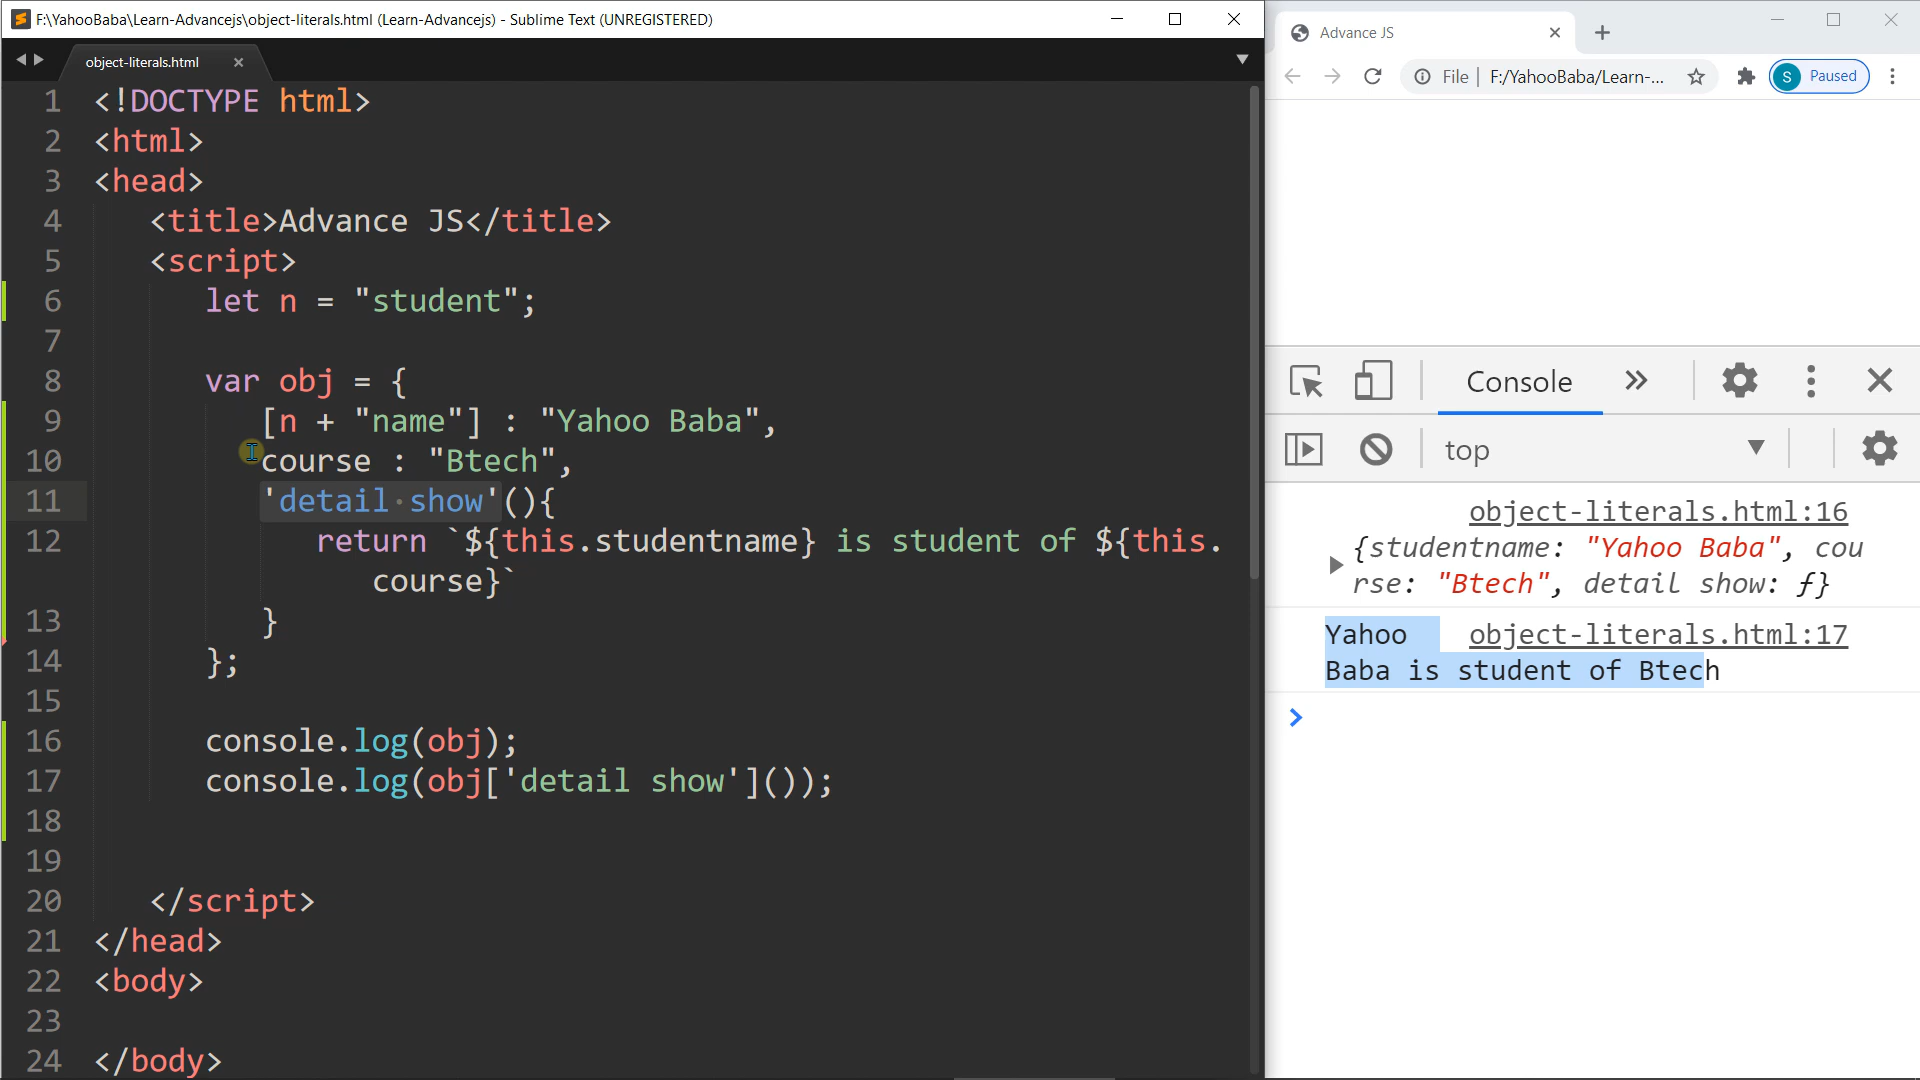 F:\YahooBaba\Learn-Advancejs\object-literals.html (Learn-Advancejs) - Sublime Text (UNREGISTERED)
object-literals.html
1 <!DOCTYPE html>
2 <html>
3 <head>
4 <title>Advance JS</title>
5 <script>
6 let n = "student";
7
8 var obj = {
9 [n + "name"] : "Yahoo Baba",
10 course : "Btech",
11 'detail show'(){
12 return `${this.studentname} is student of ${this.
course}`
13 }
14 };
15
16 console.log(obj);
17 console.log(obj['detail show']());
18
19
20 </script>
21 </head>
22 <body>
23
24 </body>
Advance JS
File F:/YahooBaba/Learn-... S Paused
Console
top
object-literals.html:16
{studentname: "Yahoo Baba", cou
rse: "Btech", detail show: ƒ}
Yahoo object-literals.html:17
Baba is student of Btech